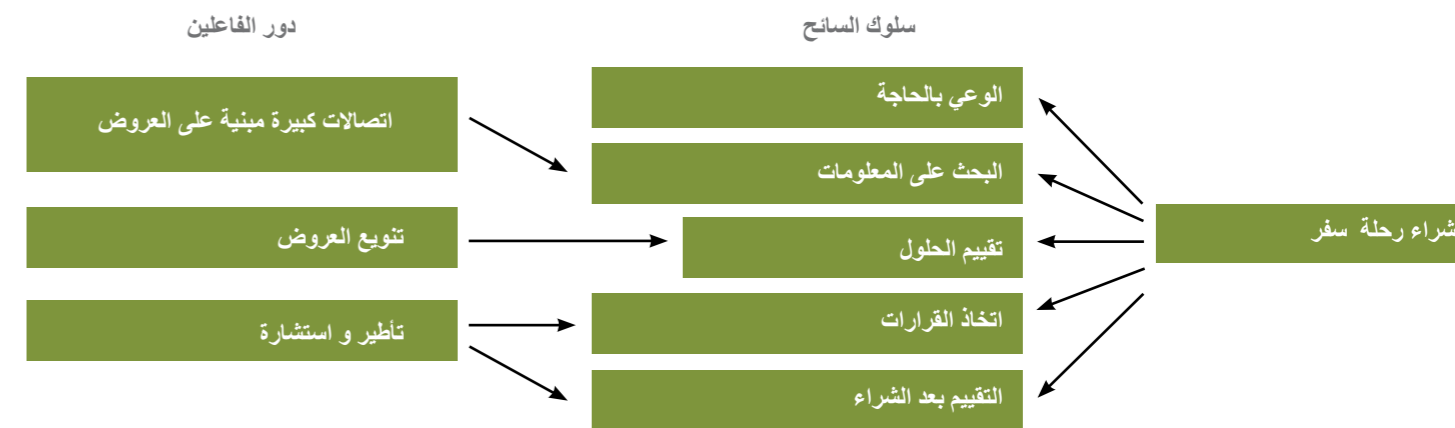 سلوك السائح
دور الفاعلين
شراء رحلة سفر
الوعي بالحاجة
البحث على المعلومات
تقييم الحلول
اتخاذ القرارات
التقييم بعد الشراء
اتصالات كبيرة مبنية على العروض
تنويع العروض
تأطير و استشارة